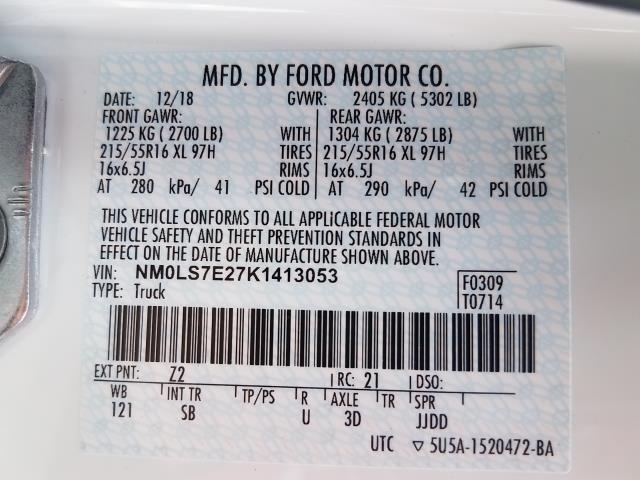 MFD. BY FORD MOTOR CO.
DATE: 12/18 GVWR: 2405 KG ( 5302 LB)
FRONT GAWR: REAR GAWR:
1225 KG ( 2700 LB) WITH 1304 KG ( 2875 LB) WITH
215/55R16 XL 97H TIRES 215/55R16 XL 97H TIRES
16x6.5J RIMS 16x6.5J RIMS
AT 280 kPa/ 41 PSI COLD AT 290 kPa/ 42 PSI COLD
THIS VEHICLE CONFORMS TO ALL APPLICABLE FEDERAL MOTOR
VEHICLE SAFETY AND THEFT PREVENTION STANDARDS IN
EFFECT ON THE DATE OF MANUFACTURE SHOWN ABOVE.
VIN: NM0LS7E27K1413053 F0309
TYPE: Truck T0714
EXT PNT: Z2 RC: 21 DSO:
WB INT TR TP/PS R AXLE TR SPR
121 SB U 3D JJDD
UTC ▽ 5U5A-1520472-BA